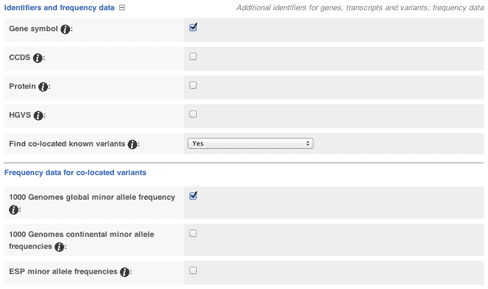 Identifiers and frequency data
Additional identifiers for genes, transcripts and variants; frequency data
Gene symbol i:
CCDS i:
Protein i:
HGVS i:
Find co-located known variants i: Yes
Frequency data for co-located variants
1000 Genomes global minor allele frequency
i:
1000 Genomes continental minor allele
frequencies i:
ESP minor allele frequencies i: